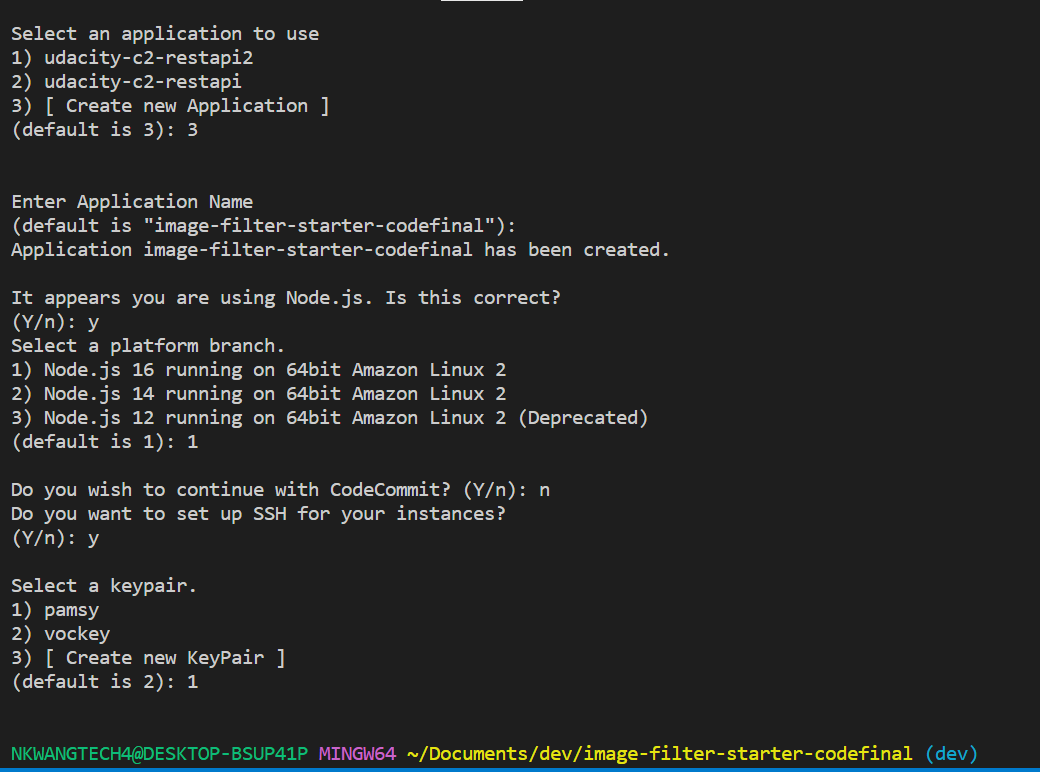 Select an application to use
1) udacity-c2-restapi2
2) udacity-c2-restapi
3) [ Create new Application ]
(default is 3): 3
Enter Application Name
(default is "image-filter-starter-codefinal"):
Application image-filter-starter-codefinal has been created.
It appears you are using Node.js. Is this correct?
(Y/n): y
Select a platform branch.
1) Node.js 16 running on 64bit Amazon Linux 2
2) Node.js 14 running on 64bit Amazon Linux 2
3) Node.js 12 running on 64bit Amazon Linux 2 (Deprecated)
(default is 1): 1
Do you wish to continue with CodeCommit? (Y/n): n
Do you want to set up SSH for your instances?
(Y/n): y
Select a keypair.
1) pamsy
2) vockey
3) [ Create new KeyPair ]
(default is 2): 1
NKWANGTECH4@DESKTOP-BSUP41P MINGW64 ~/Documents/dev/image-filter-starter-codefinal (dev)